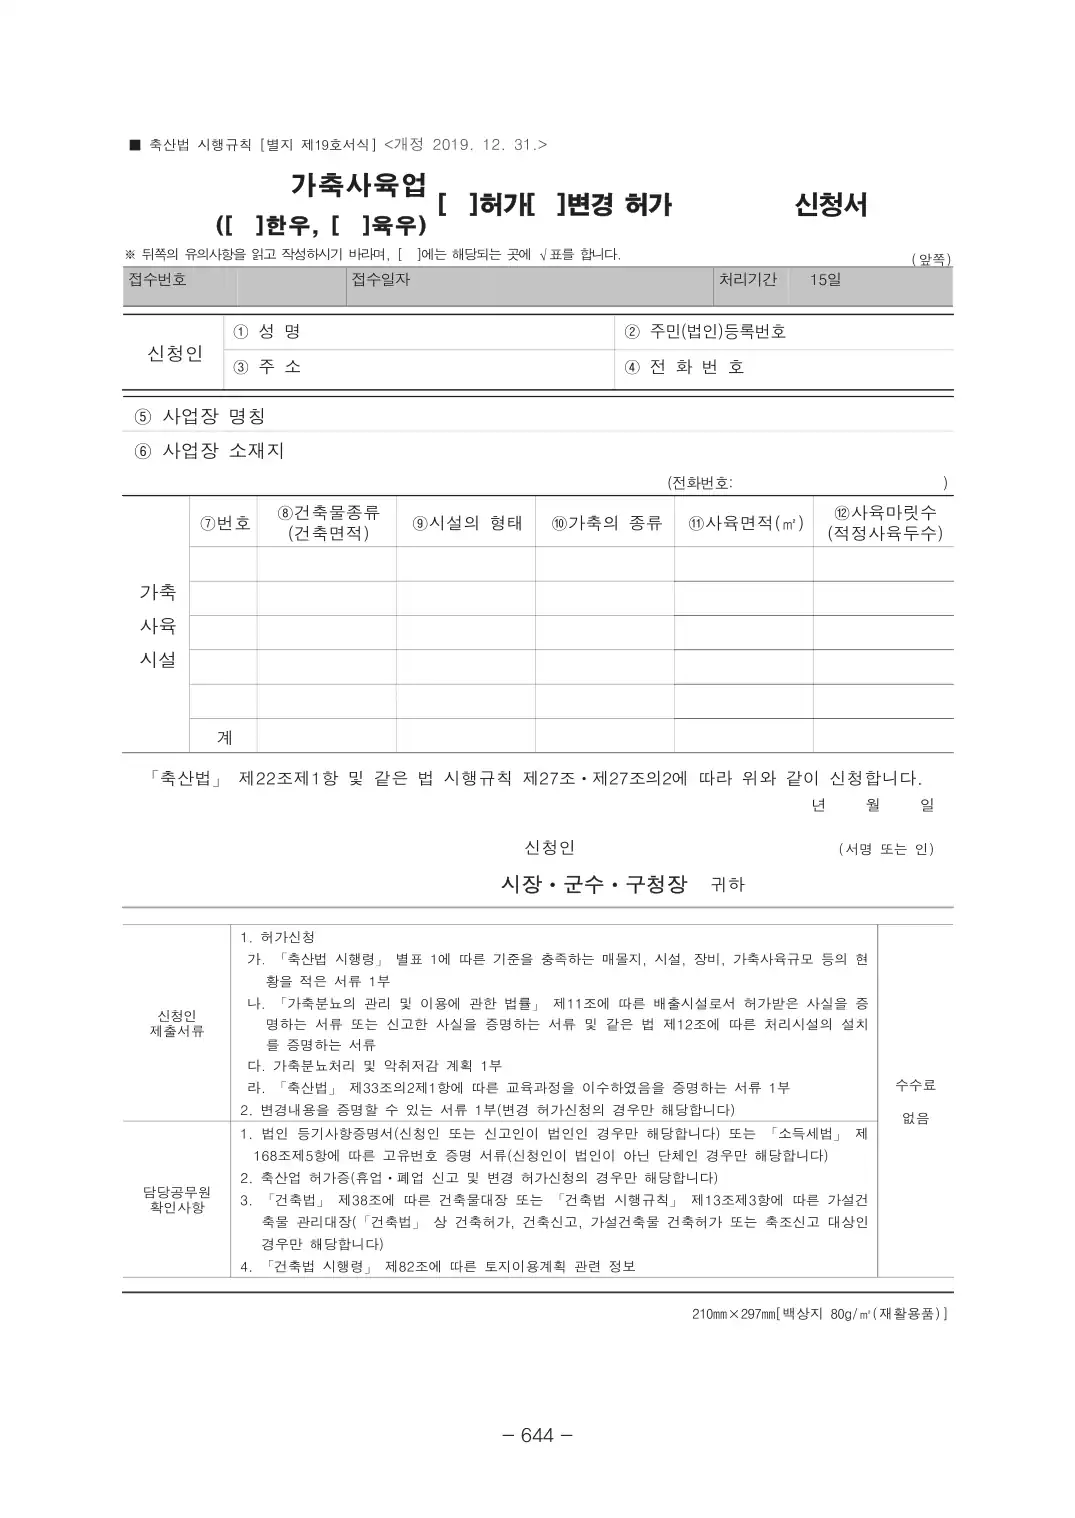 ■ 축산법 시행규칙 [별지 제19호서식] <개정 2019. 12. 31.>
가축사육업
([  ]한우, [  ]육우)
[  ]허가[  ]변경 허가 신청서
※ 뒤쪽의 유의사항을 읽고 작성하시기 바라며, [  ]에는 해당되는 곳에 √표를 합니다.
(앞쪽)
접수번호 접수일자 처리기간 15일
신청인
① 성 명 ② 주민(법인)등록번호
③ 주 소 ④ 전 화 번 호
⑤ 사업장 명칭
⑥ 사업장 소재지
(전화번호: )
가축
사육
시설
⑦번호 ⑧건축물종류 (건축면적) ⑨시설의 형태 ⑩가축의 종류 ⑪사육면적(㎡) ⑫사육마릿수 (적정사육두수)
계
「축산법」 제22조제1항 및 같은 법 시행규칙 제27조·제27조의2에 따라 위와 같이 신청합니다.
년 월 일
신청인 (서명 또는 인)
시장·군수·구청장 귀하
신청인
제출서류
1. 허가신청
가. 「축산법 시행령」 별표 1에 따른 기준을 충족하는 매몰지, 시설, 장비, 가축사육규모 등의 현
황을 적은 서류 1부
나. 「가축분뇨의 관리 및 이용에 관한 법률」 제11조에 따른 배출시설로서 허가받은 사실을 증
명하는 서류 또는 신고한 사실을 증명하는 서류 및 같은 법 제12조에 따른 처리시설의 설치
를 증명하는 서류
다. 가축분뇨처리 및 악취저감 계획 1부
라. 「축산법」 제33조의2제1항에 따른 교육과정을 이수하였음을 증명하는 서류 1부
2. 변경내용을 증명할 수 있는 서류 1부(변경 허가신청의 경우만 해당합니다)
수수료
없음
담당공무원
확인사항
1. 법인 등기사항증명서(신청인 또는 신고인이 법인인 경우만 해당합니다) 또는 「소득세법」 제
168조제5항에 따른 고유번호 증명 서류(신청인이 법인이 아닌 단체인 경우만 해당합니다)
2. 축산업 허가증(휴업·폐업 신고 및 변경 허가신청의 경우만 해당합니다)
3. 「건축법」 제38조에 따른 건축물대장 또는 「건축법 시행규칙」 제13조제3항에 따른 가설건
축물 관리대장(「건축법」 상 건축허가, 건축신고, 가설건축물 건축허가 또는 축조신고 대상인
경우만 해당합니다)
4. 「건축법 시행령」 제82조에 따른 토지이용계획 관련 정보
210㎜×297㎜[백상지 80g/㎡(재활용품)]
- 644 -